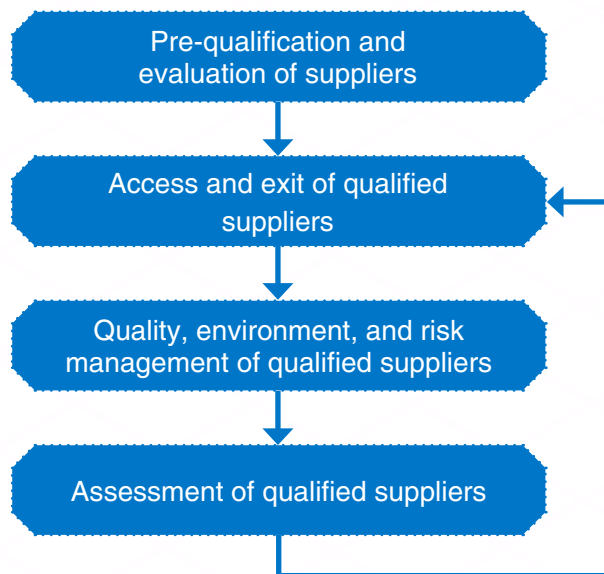 Pre-qualification and
evaluation of suppliers
Access and exit of qualified
suppliers
Quality, environment, and risk
management of qualified suppliers
Assessment of qualified suppliers